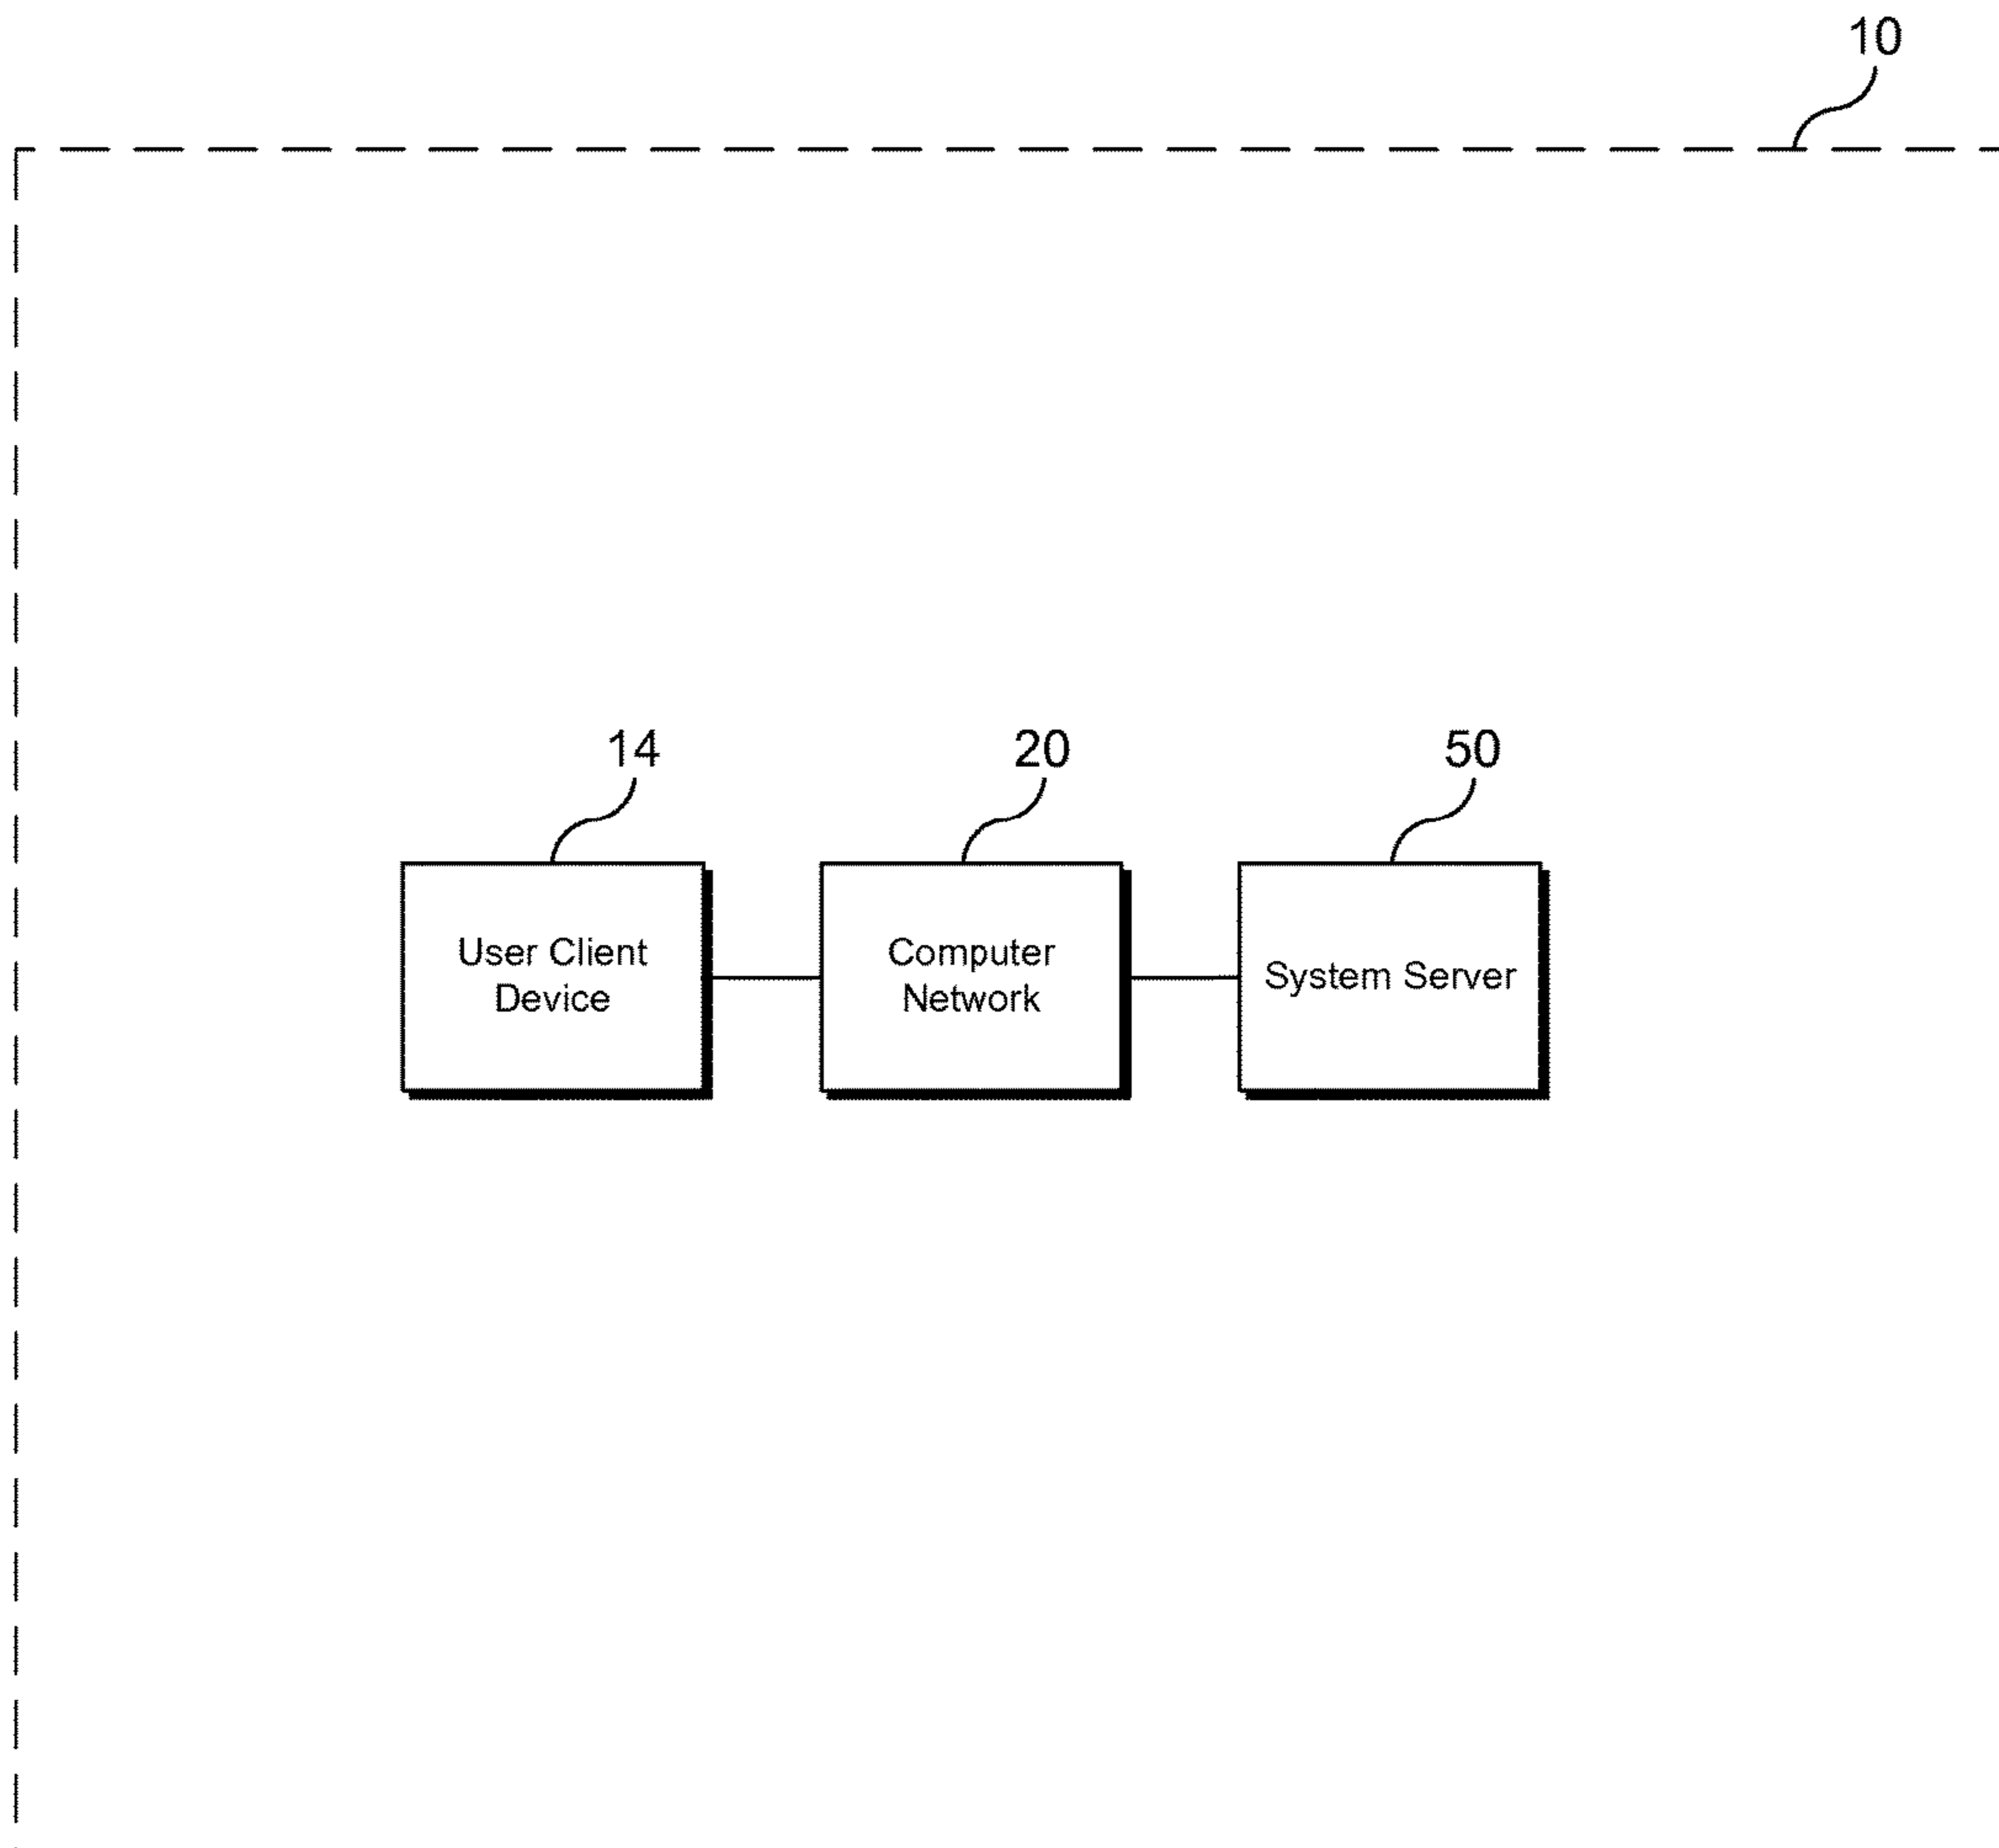 10
14
20
50
User Client
Device
Computer
Network
System Server